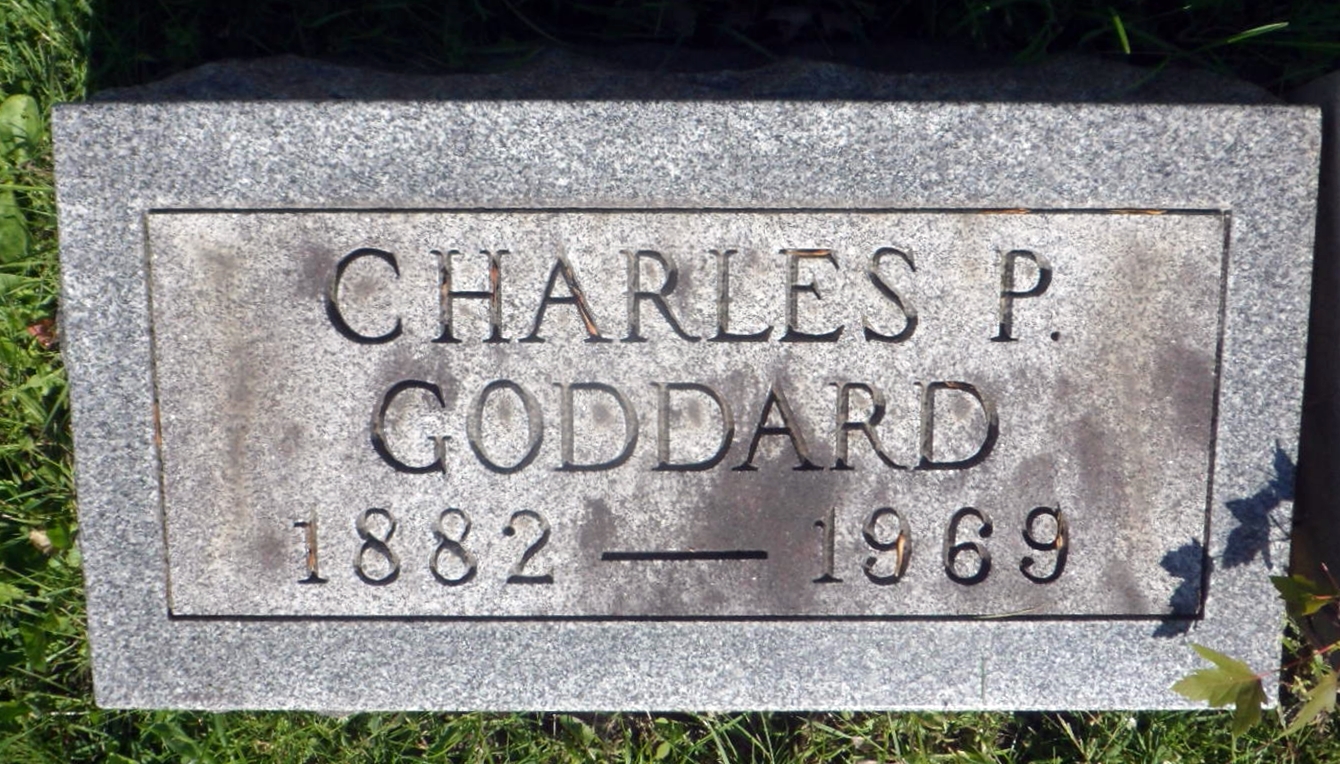 CHARLES P.
GODDARD
1882 — 1969